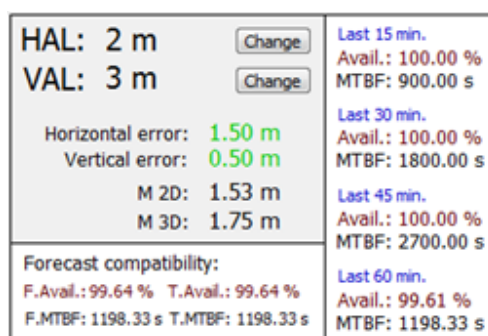 HAL: 2 m Change
VAL: 3 m Change
Horizontal error: 1.50 m
Vertical error: 0.50 m
M 2D: 1.53 m
M 3D: 1.75 m
Forecast compatibility:
F.Avail.: 99.64 % T.Avail.: 99.64 %
F.MTBF: 1198.33 s T.MTBF: 1198.33 s
Last 15 min.
Avail.: 100.00 %
MTBF: 900.00 s
Last 30 min.
Avail.: 100.00 %
MTBF: 1800.00 s
Last 45 min.
Avail.: 100.00 %
MTBF: 2700.00 s
Last 60 min.
Avail.: 99.61 %
MTBF: 1198.33 s